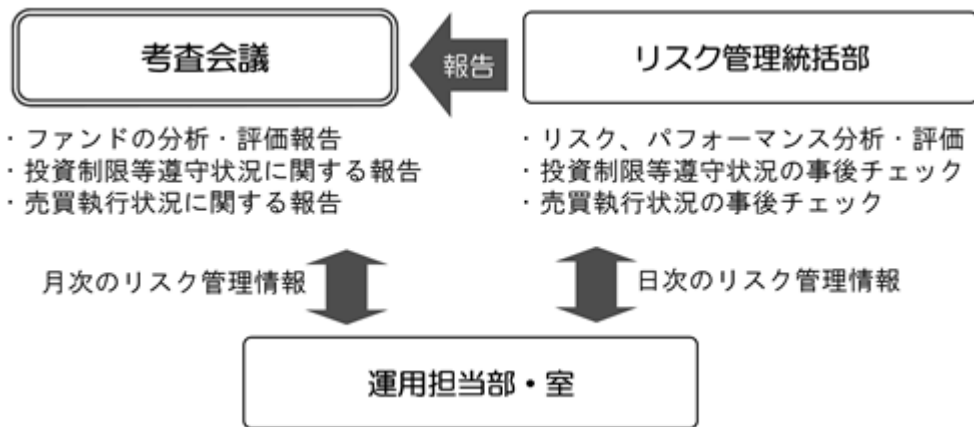 考査会議
報告
リスク管理統括部
・ファンドの分析・評価報告
・投資制限等遵守状況に関する報告
・売買執行状況に関する報告
・リスク、パフォーマンス分析・評価
・投資制限等遵守状況の事後チェック
・売買執行状況の事後チェック
月次のリスク管理情報
日次のリスク管理情報
運用担当部・室